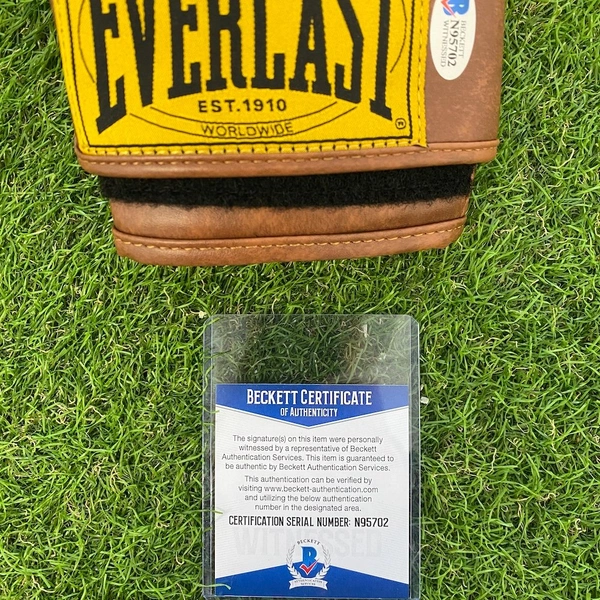 EVERLAST
EST.1910
WORLDWIDE
®
B
BECKETT
WITNESSED
N95702
BECKETT CERTIFICATE
OF AUTHENTICITY
The signature(s) on this item were personally
witnessed by a representative of Beckett
Authentication Services. This item is guaranteed to
be authentic by Beckett Authentication Services.
This authentication can be verified by
visiting www.beckett-authentication.com
and utilizing the below authentication
number in the designated area.
CERTIFICATION SERIAL NUMBER: N95702
WITNESSED
BECKETT
B
AUTHENTICATION
SERVICES